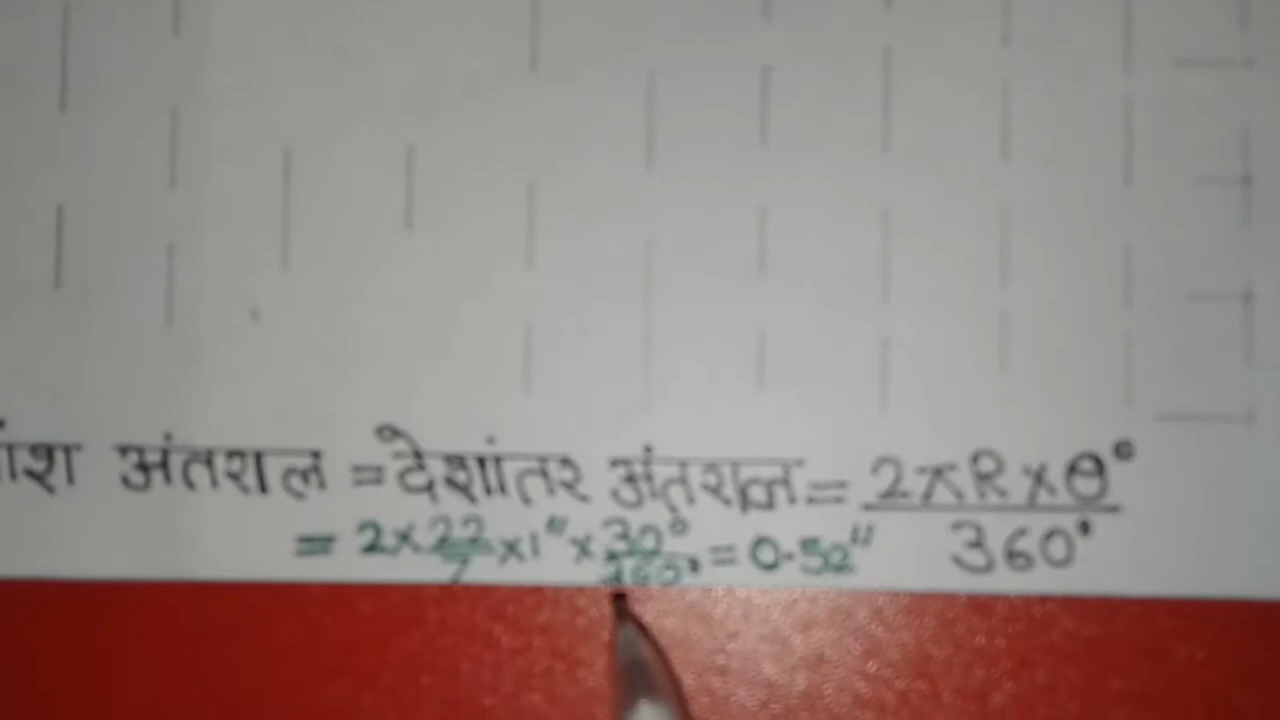 अंतराल = देशांतर अंतराल = 2πR×θ° / 360°
= 2×22/7×1"×30°/360° = 0.52"